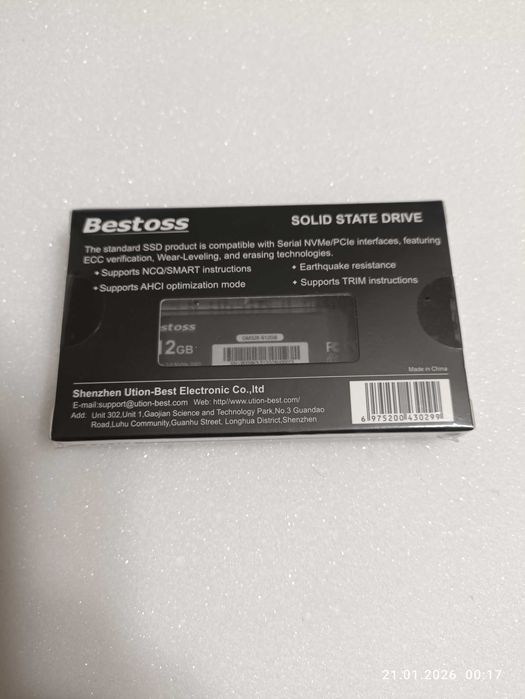 Bestoss
SOLID STATE DRIVE
The standard SSD product is compatible with Serial NVMe/PCIe interfaces, featuring
ECC verification, Wear-Leveling, and erasing technologies.
Supports NCQ/SMART instructions
Earthquake resistance
Supports AHCI optimization mode
Supports TRIM instructions
stoss
12GB
FC
Made in China
Shenzhen Ution-Best Electronic Co.,ltd
E-mail:support@ution-best.com Web: http//www.ution-best.com/
Add: Unit 302,Unit 1,Gaojian Science and Technology Park,No.3 Guandao
Road,Luhu Community,Guanhu Street, Longhua District,Shenzhen
6 975200 430299
21.01.2026 00:17